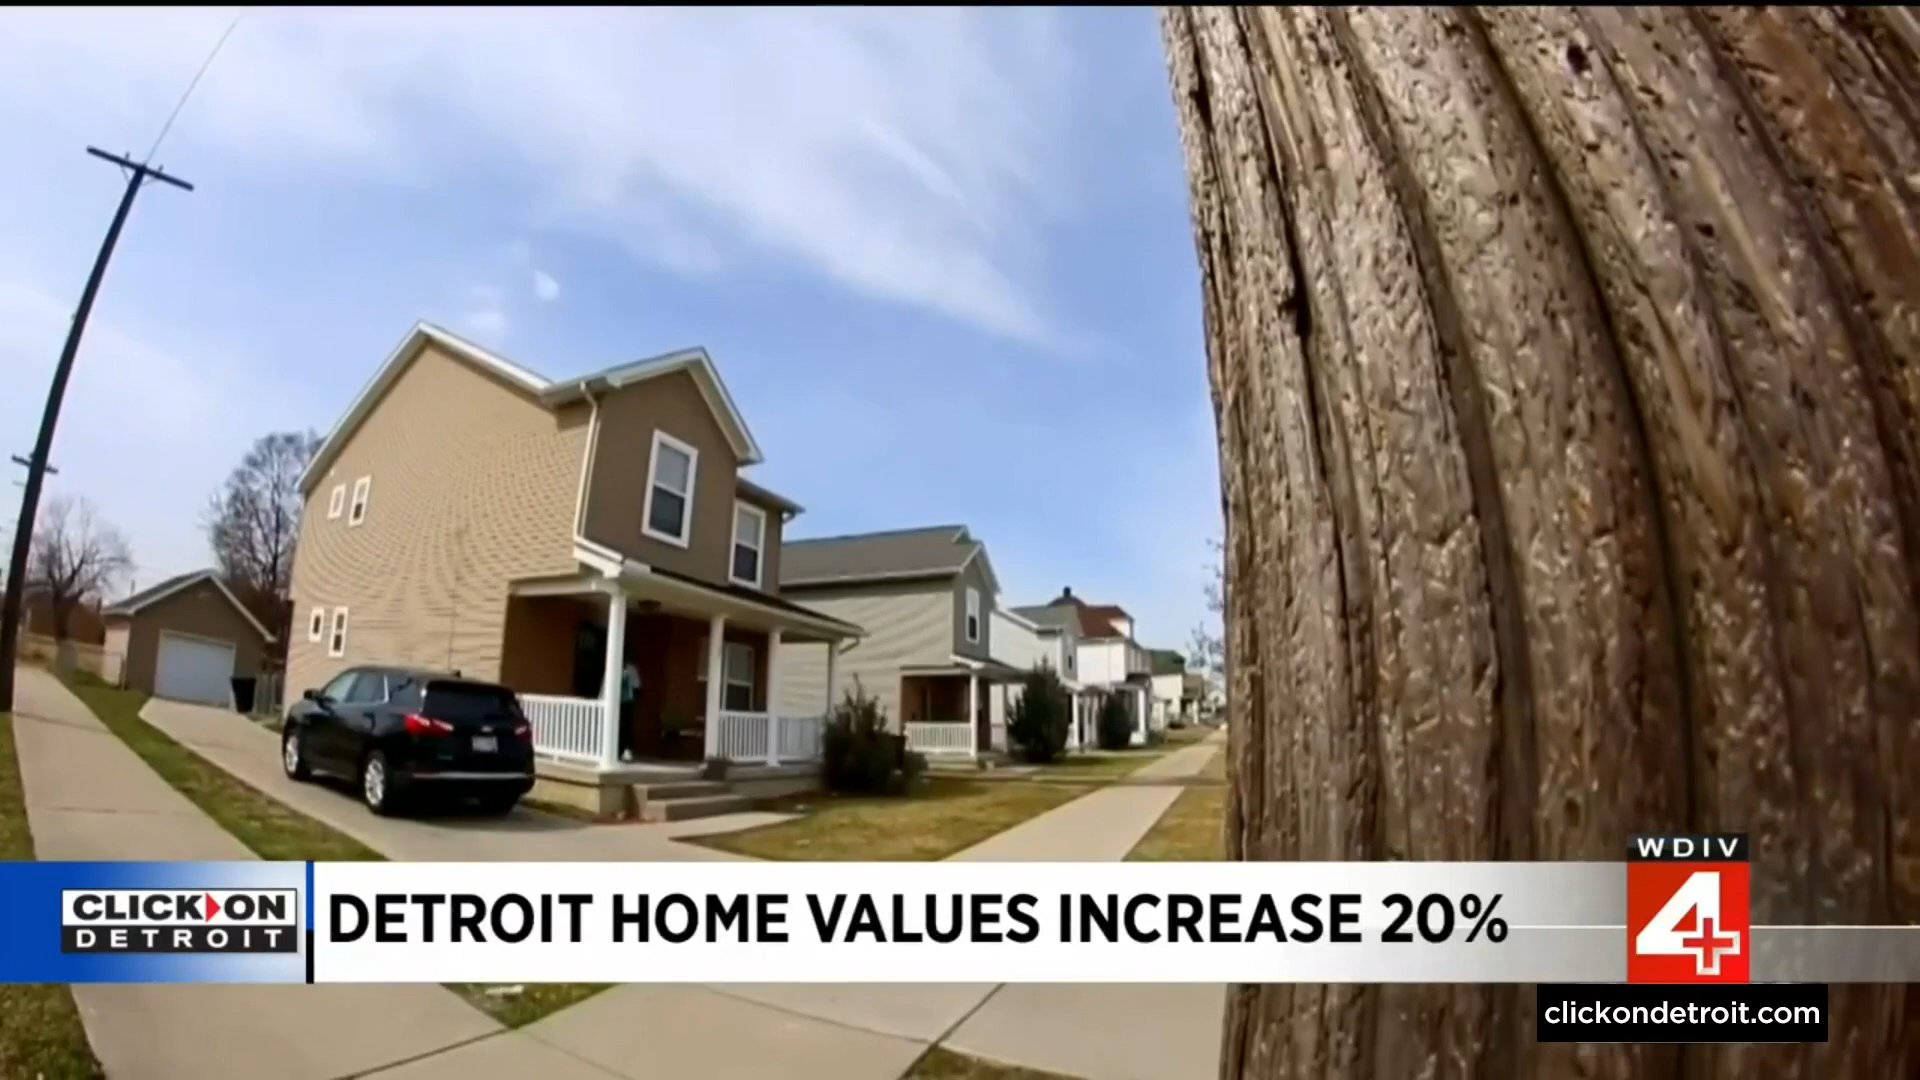 CLICK ON
DETROIT
DETROIT HOME VALUES INCREASE 20%
WDIV
4+
clickondetroit.com